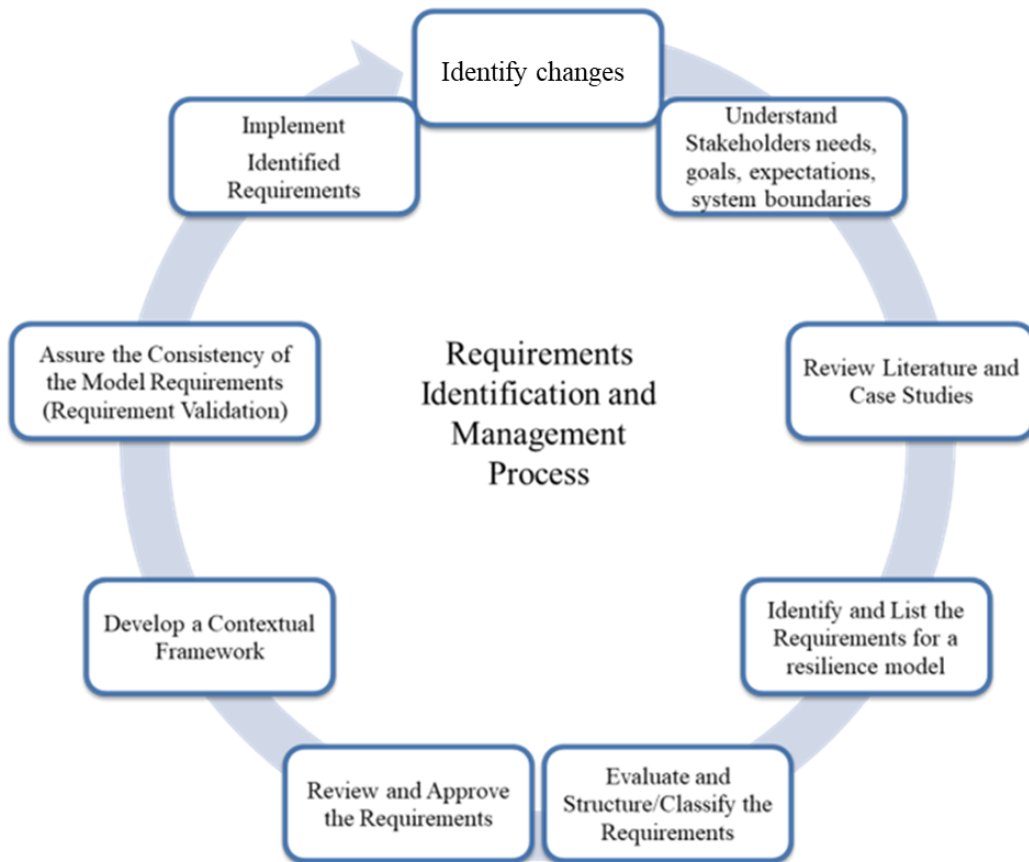 Identify changes
Understand
Stakeholders needs,
goals, expectations,
system boundaries
Review Literature and
Case Studies
Identify and List the
Requirements for a
resilience model
Evaluate and
Structure/Classify the
Requirements
Review and Approve
the Requirements
Develop a Contextual
Framework
Assure the Consistency of
the Model Requirements
(Requirement Validation)
Implement
Identified
Requirements
Requirements
Identification and
Management
Process